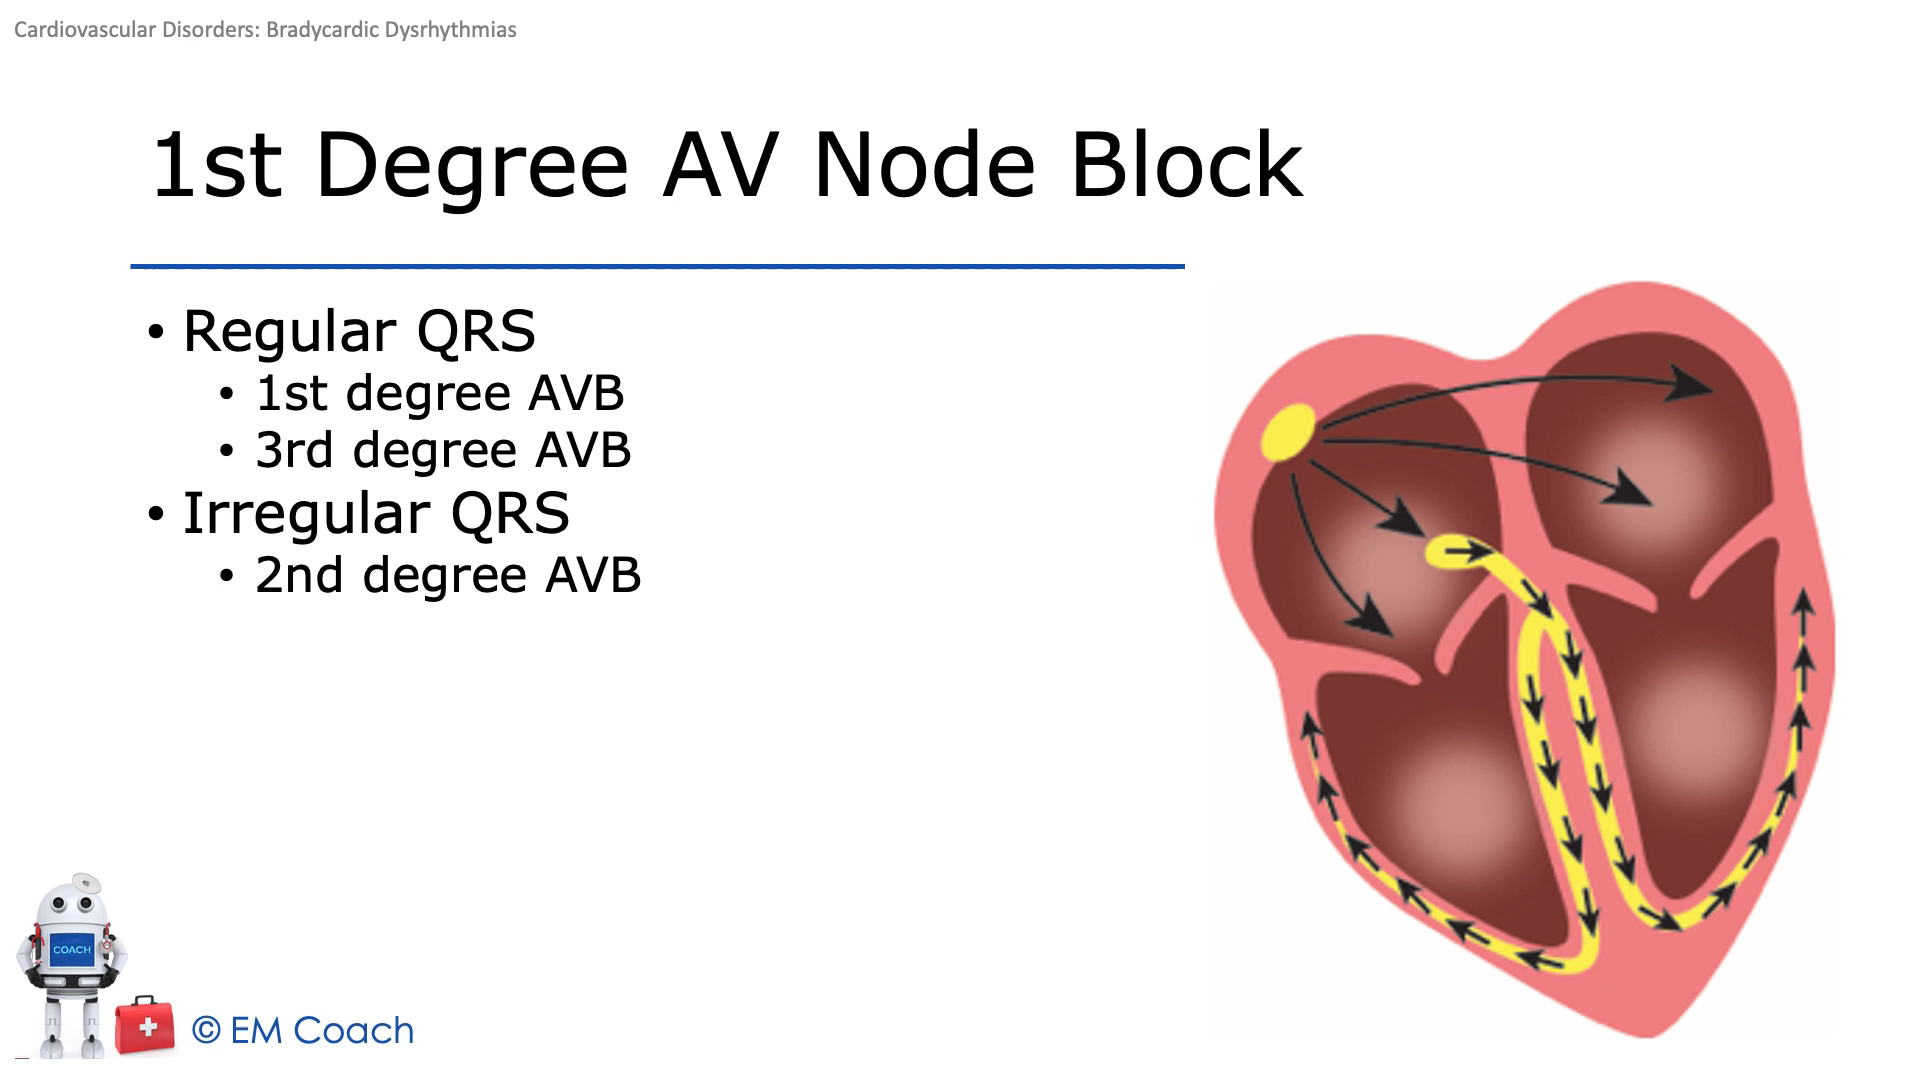 Cardiovascular Disorders: Bradycardic Dysrhythmias
1st Degree AV Node Block
• Regular QRS
• 1st degree AVB
• 3rd degree AVB
• Irregular QRS
• 2nd degree AVB
COACH
© EM Coach